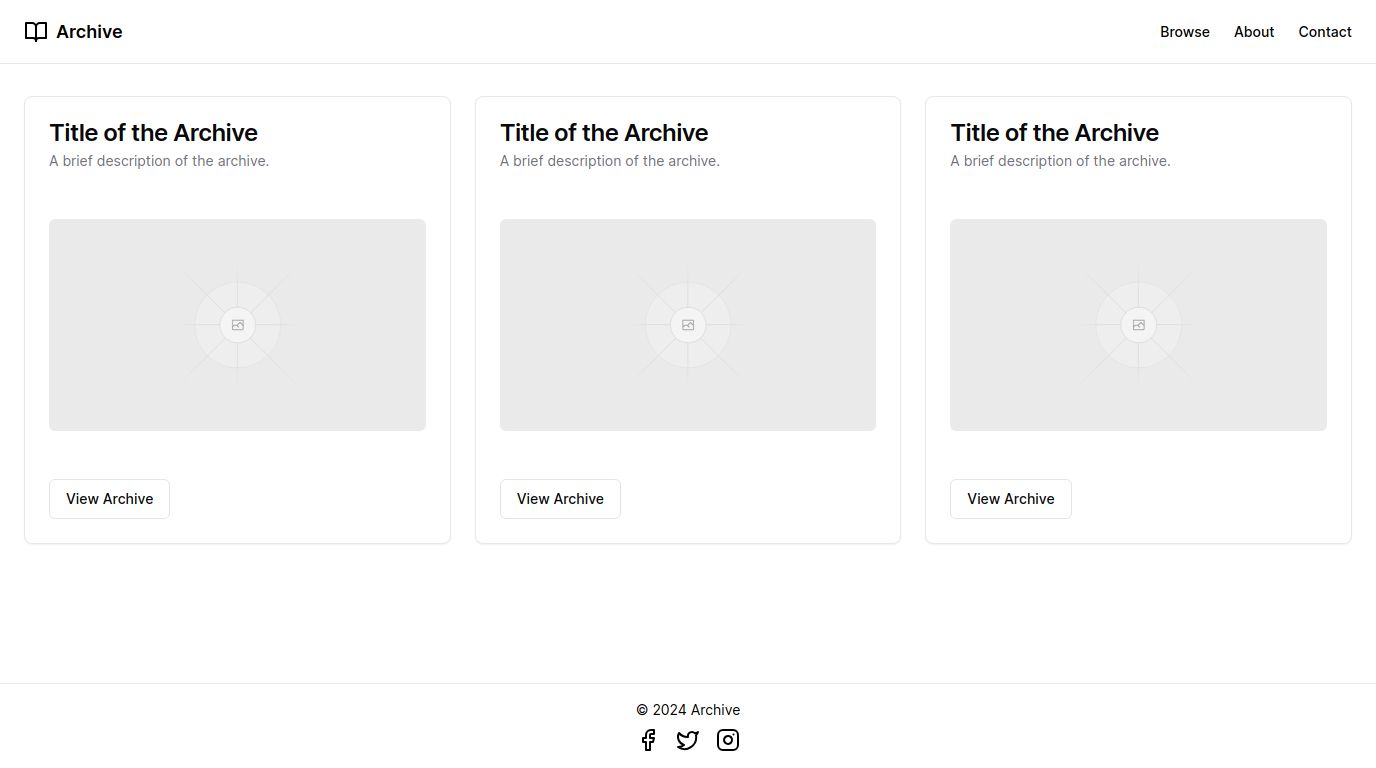 Archive
Browse
About
Contact
Title of the Archive
A brief description of the archive.
View Archive
Title of the Archive
A brief description of the archive.
View Archive
Title of the Archive
A brief description of the archive.
View Archive
© 2024 Archive